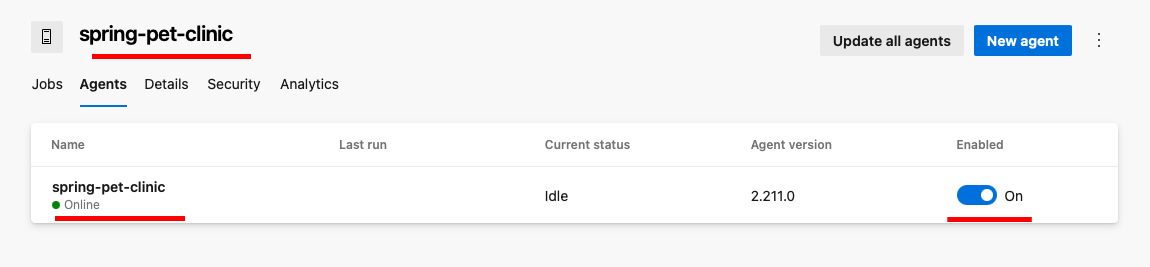 spring-pet-clinic
Update all agents
New agent
Jobs Agents Details Security Analytics
Name Last run Current status Agent version Enabled
spring-pet-clinic
Online
Idle 2.211.0 On